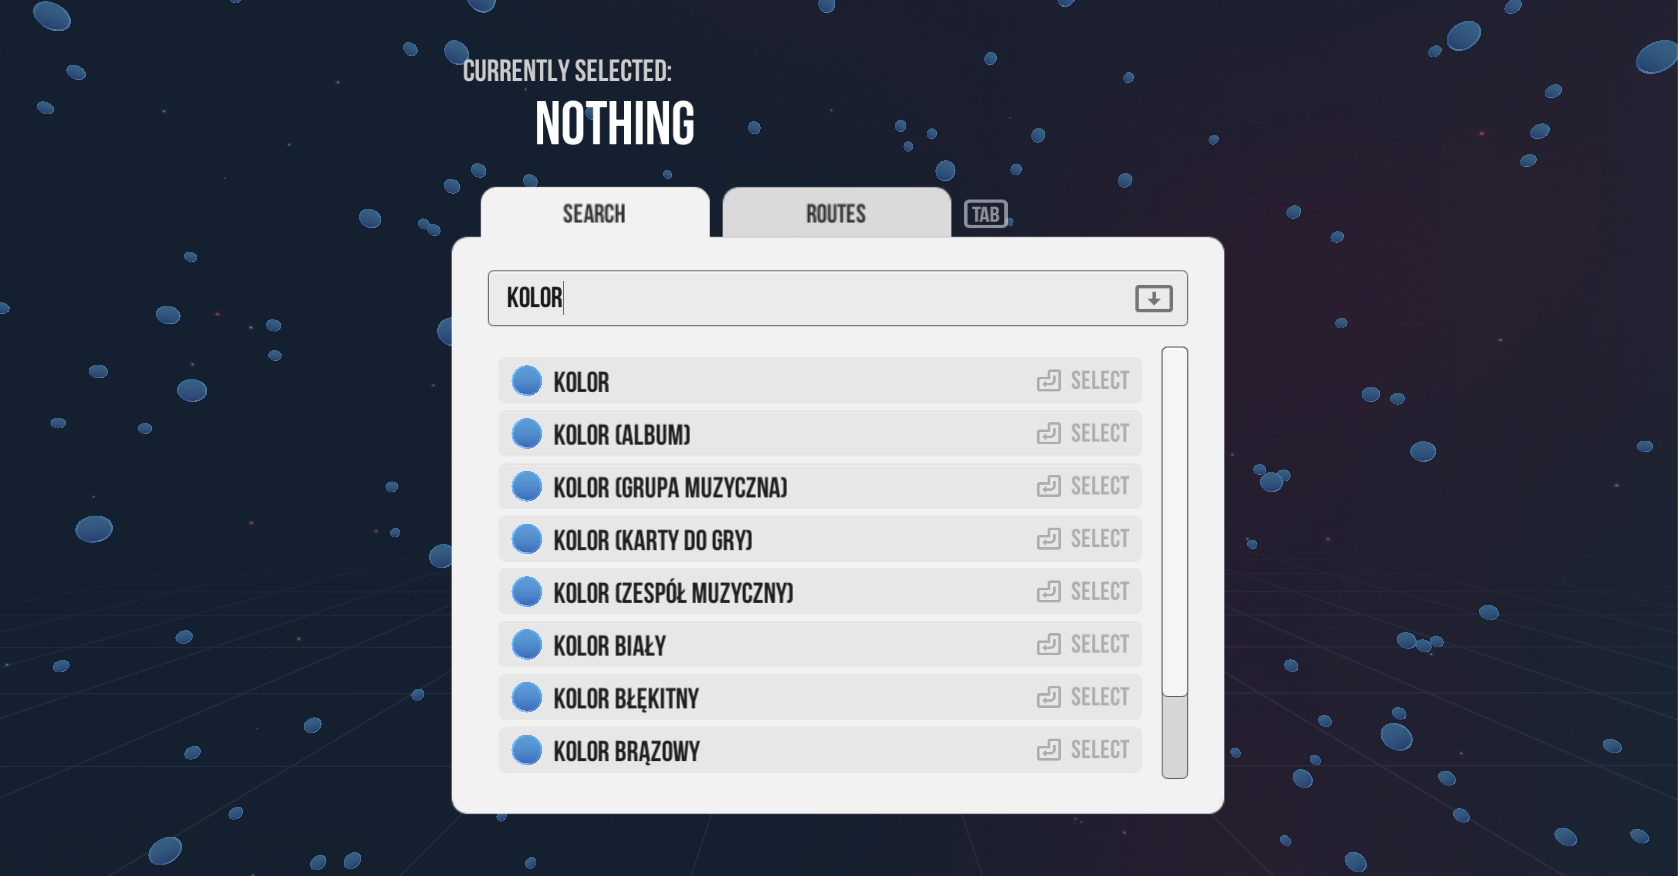 CURRENTLY SELECTED:
NOTHING
SEARCH
ROUTES
TAB
KOLOR
KOLOR
SELECT
KOLOR (ALBUM)
SELECT
KOLOR (GRUPA MUZYCZNA)
SELECT
KOLOR (KARTY DO GRY)
SELECT
KOLOR (ZESPÓŁ MUZYCZNY)
SELECT
KOLOR BIAŁY
SELECT
KOLOR BŁĘKITNY
SELECT
KOLOR BRĄZOWY
SELECT